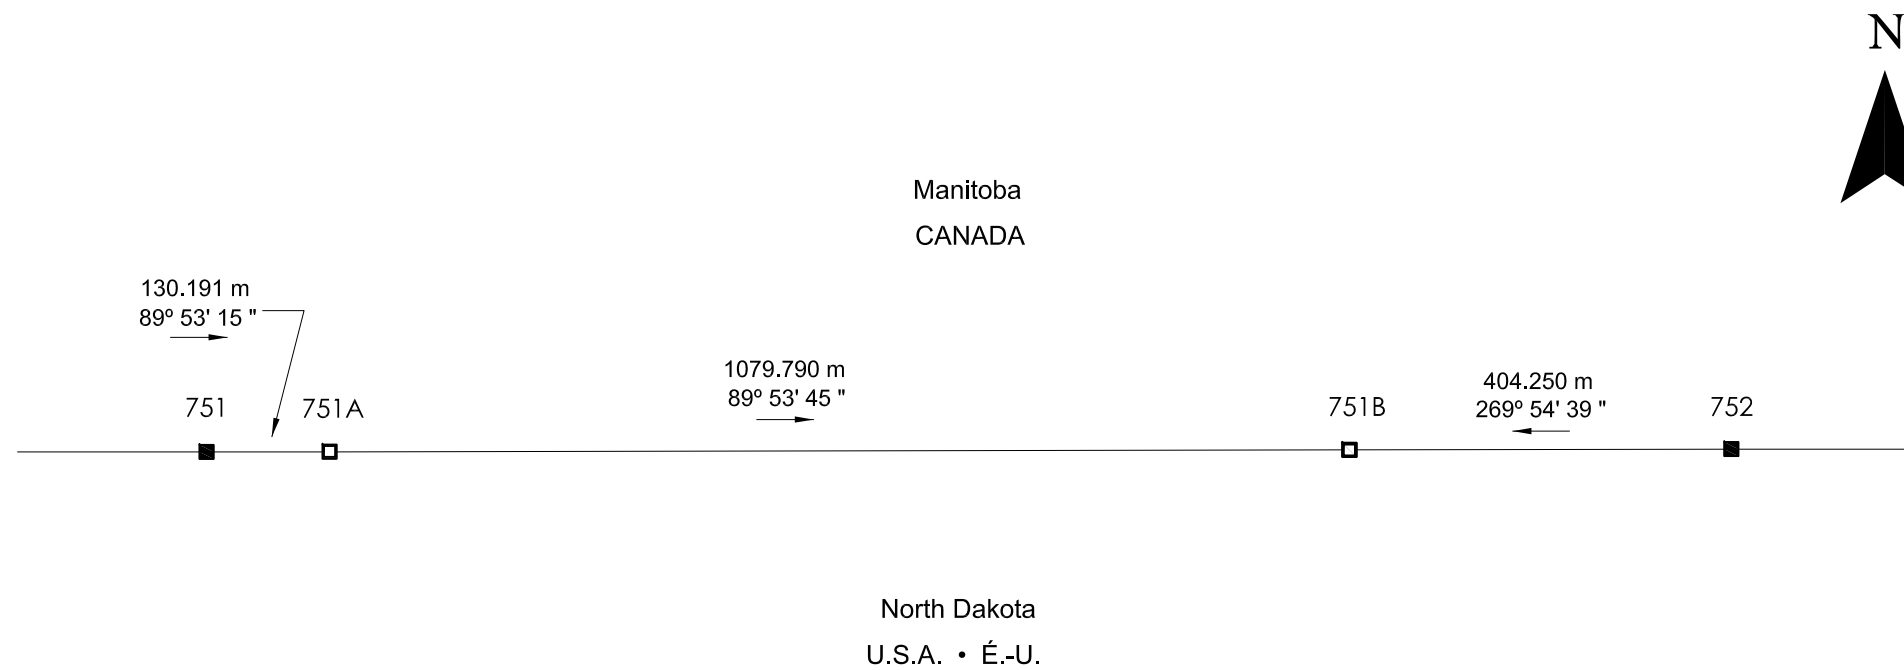 N
Manitoba
CANADA
130.191 m
89º 53' 15 "
1079.790 m
89º 53' 45 "
404.250 m
269º 54' 39 "
751
751A
751B
752
North Dakota
U.S.A. • É.-U.